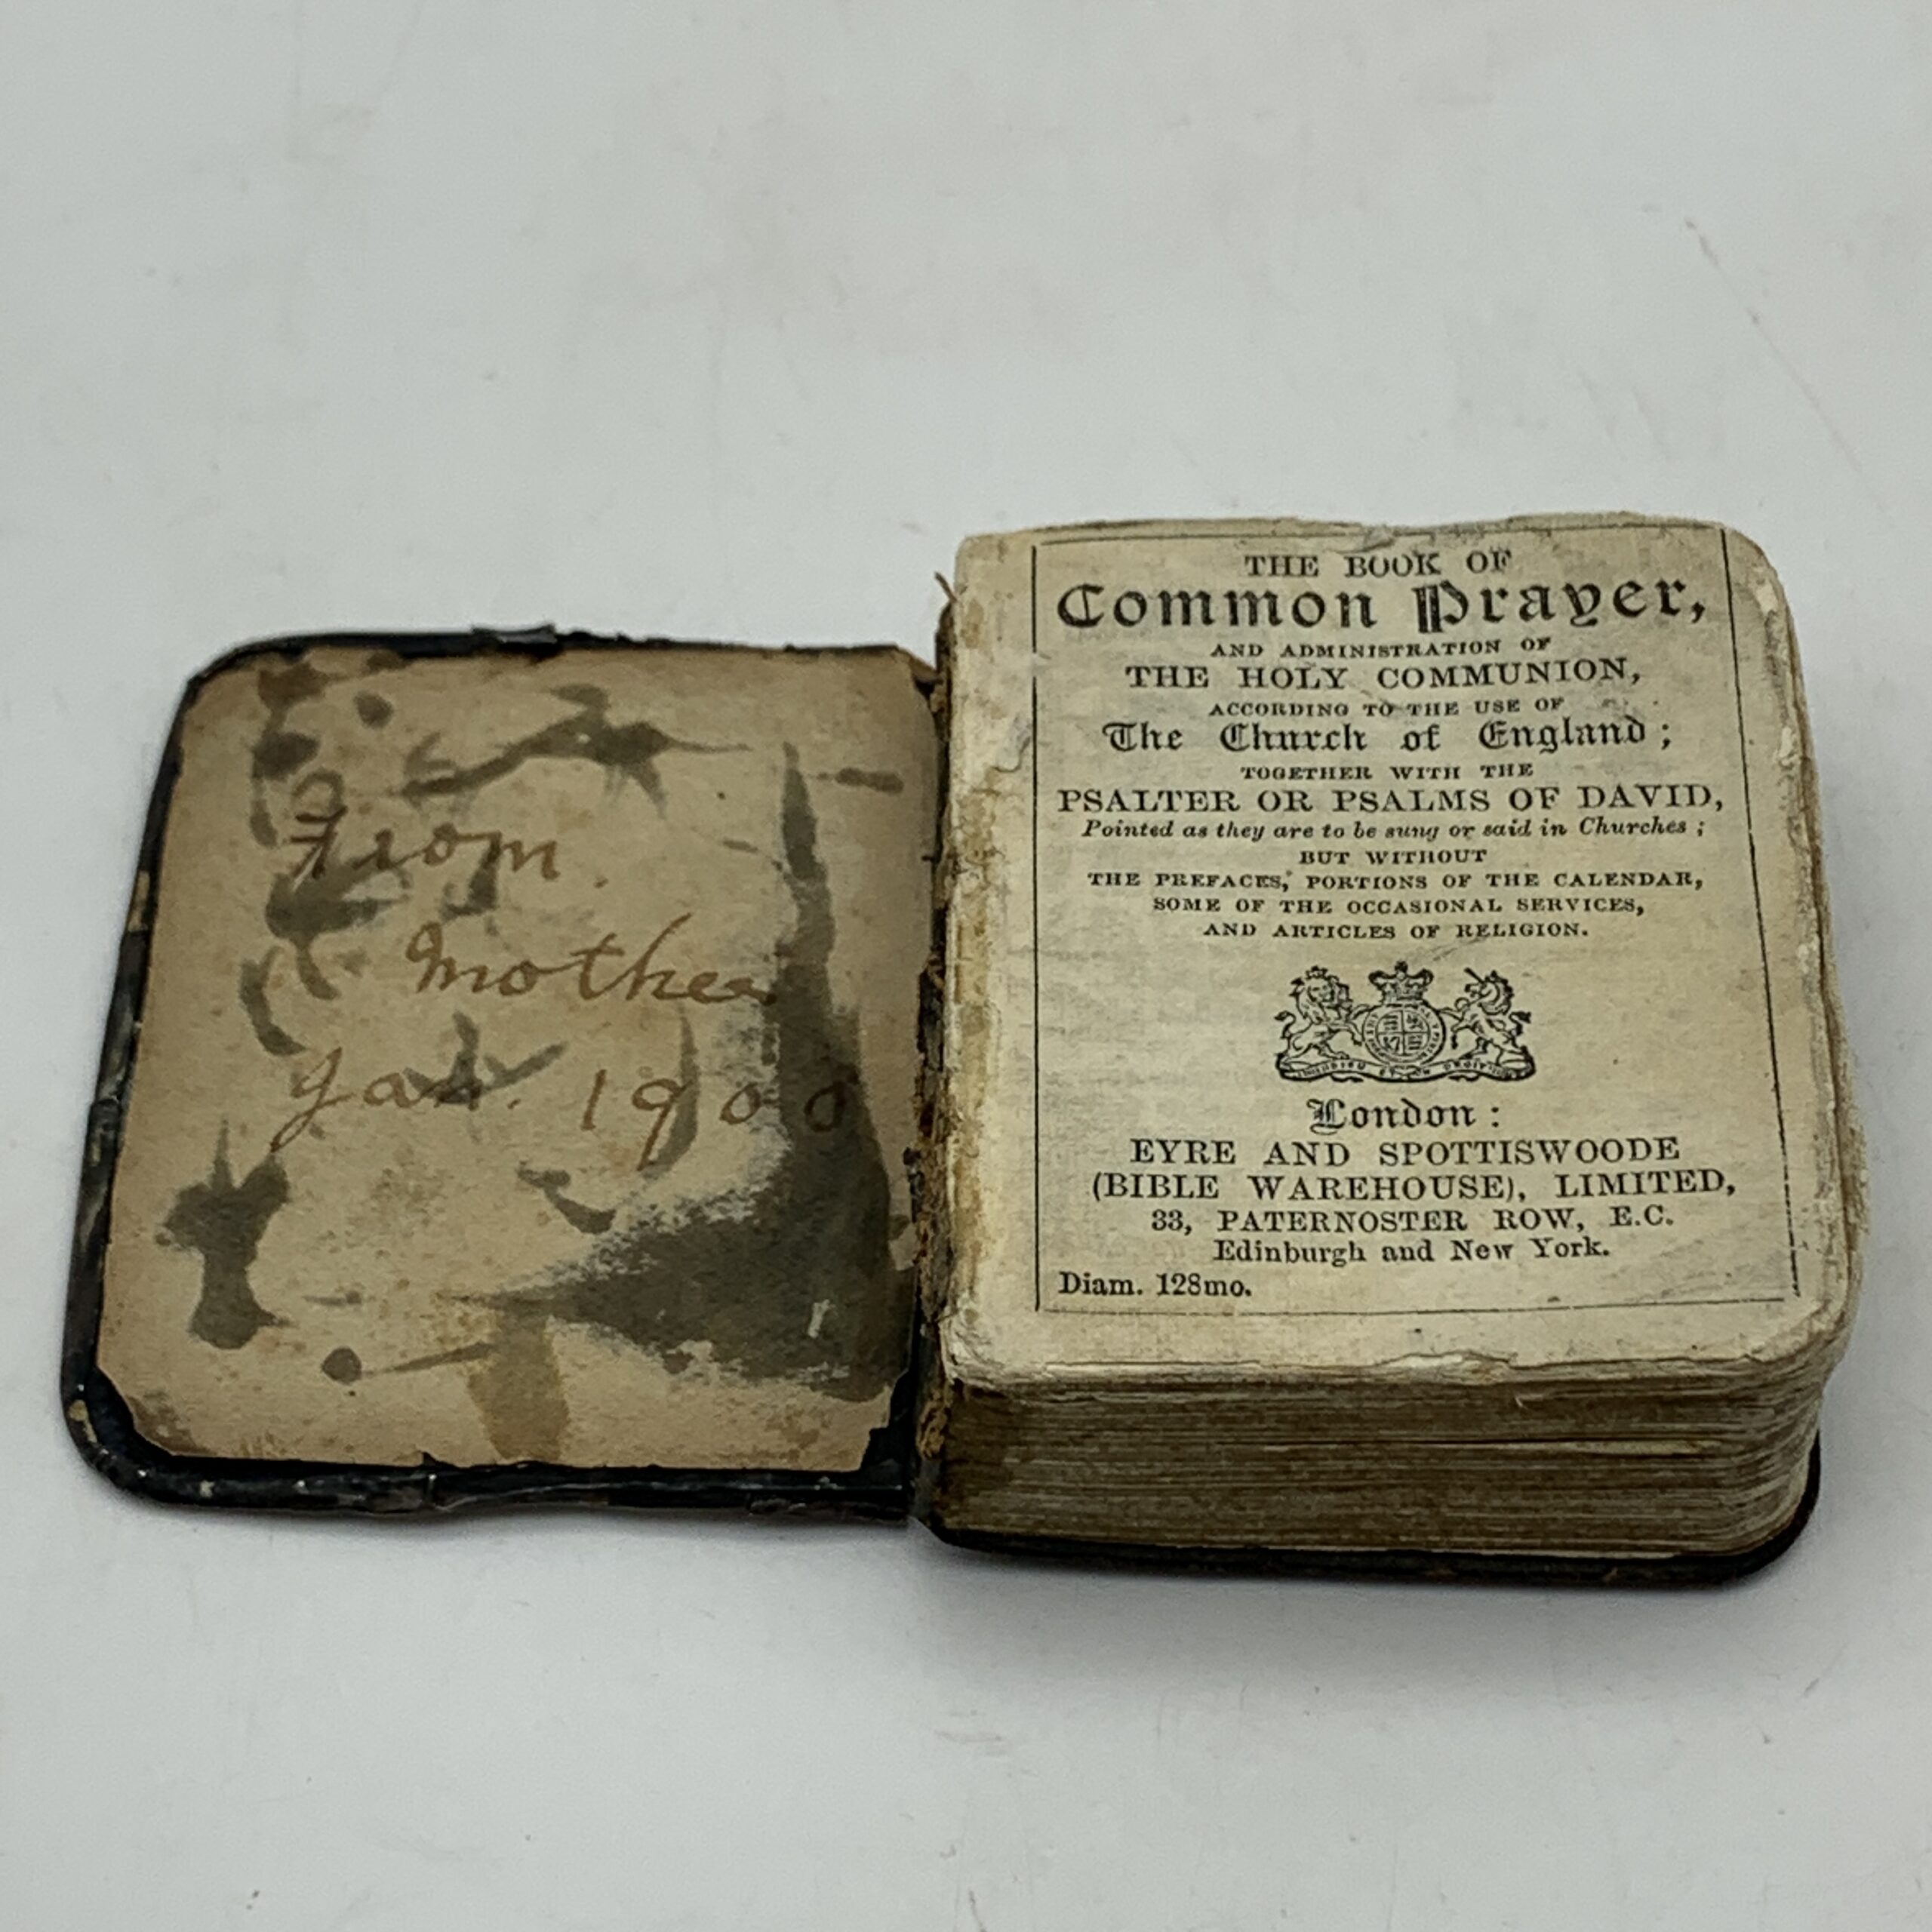 From.
Mother
Jan. 1900
THE BOOK OF
Common Prayer,
AND ADMINISTRATION OF
THE HOLY COMMUNION,
ACCORDING TO THE USE OF
The Church of England;
TOGETHER WITH THE
PSALTER OR PSALMS OF DAVID,
Pointed as they are to be sung or said in Churches;
BUT WITHOUT
THE PREFACES, PORTIONS OF THE CALENDAR,
SOME OF THE OCCASIONAL SERVICES,
AND ARTICLES OF RELIGION.
London:
EYRE AND SPOTTISWOODE
(BIBLE WAREHOUSE), LIMITED,
33, PATERNOSTER ROW, E.C.
Edinburgh and New York.
Diam. 128mo.